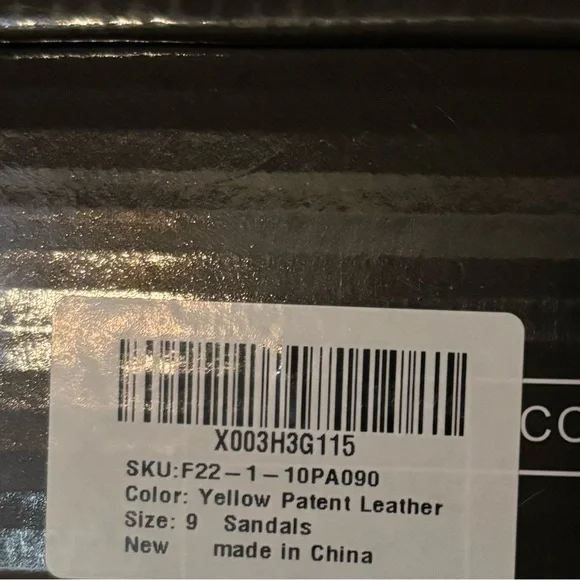 X003H3G115
SKU:F22-1-10PA090
Color: Yellow Patent Leather
Size: 9 Sandals
New made in China
CO